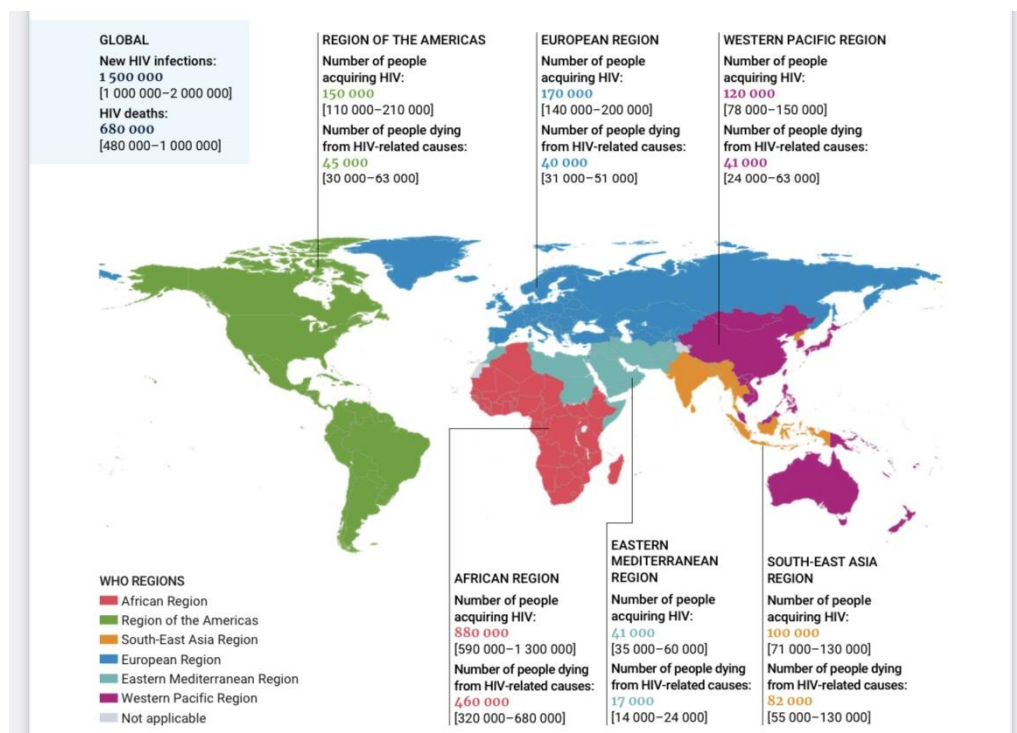 GLOBAL
New HIV infections:
1 500 000
[1 000 000–2 000 000]
HIV deaths:
680 000
[480 000–1 000 000]
REGION OF THE AMERICAS
Number of people
acquiring HIV:
150 000
[110 000–210 000]
Number of people dying
from HIV-related causes:
45 000
[30 000–63 000]
EUROPEAN REGION
Number of people
acquiring HIV:
170 000
[140 000–200 000]
Number of people dying
from HIV-related causes:
40 000
[31 000–51 000]
WESTERN PACIFIC REGION
Number of people
acquiring HIV:
120 000
[78 000–150 000]
Number of people dying
from HIV-related causes:
41 000
[24 000–63 000]
WHO REGIONS
African Region
Region of the Americas
South-East Asia Region
European Region
Eastern Mediterranean Region
Western Pacific Region
Not applicable
AFRICAN REGION
Number of people
acquiring HIV:
880 000
[590 000–1 300 000]
Number of people dying
from HIV-related causes:
460 000
[320 000–680 000]
EASTERN
MEDITERRANEAN
REGION
Number of people
acquiring HIV:
41 000
[35 000–60 000]
Number of people dying
from HIV-related causes:
17 000
[14 000–24 000]
SOUTH-EAST ASIA
REGION
Number of people
acquiring HIV:
100 000
[71 000–130 000]
Number of people dying
from HIV-related causes:
82 000
[55 000–130 000]